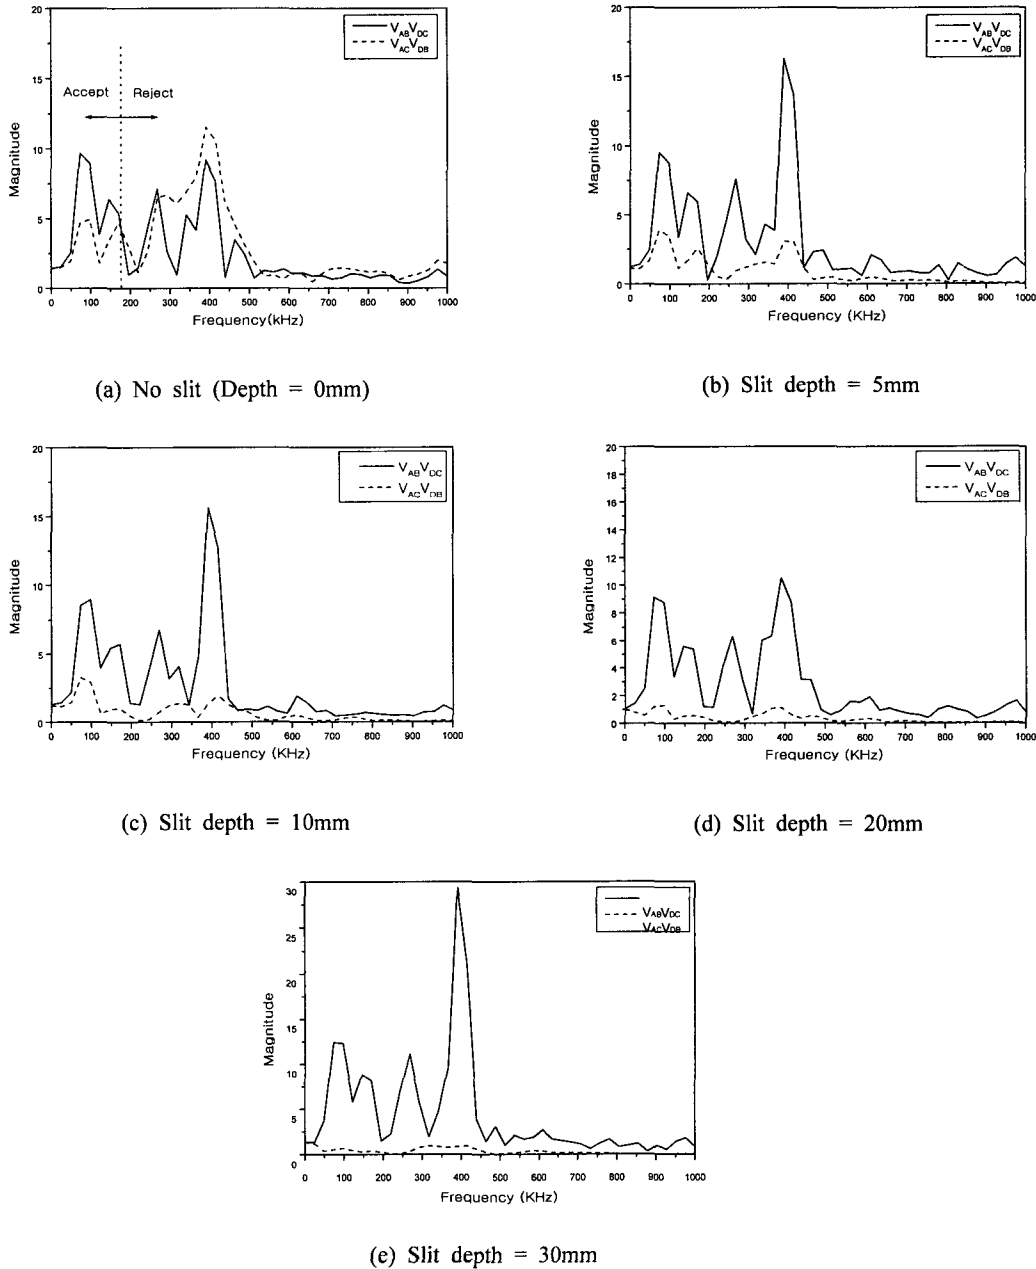 20
15
10
5
0
Magnitude
Accept
Reject
V_AB V_DC
V_AC V_DB
0 100 200 300 400 500 600 700 800 900 1000
Frequency(kHz)
(a) No slit (Depth = 0mm)
20
15
10
5
0
Magnitude
V_AB V_DC
V_AC V_DB
0 100 200 300 400 500 600 700 800 900 1000
Frequency (KHz)
(b) Slit depth = 5mm
20
15
10
5
0
Magnitude
V_AB V_DC
V_AC V_DB
0 100 200 300 400 500 600 700 800 900 1000
Frequency (KHz)
(c) Slit depth = 10mm
20
18
16
14
12
10
8
6
4
2
0
Magnitude
V_AB V_DC
V_AC V_DB
0 100 200 300 400 500 600 700 800 900 1000
Frequency (KHz)
(d) Slit depth = 20mm
30
25
20
15
10
5
0
Magnitude
V_AB V_DC
V_AC V_DB
0 100 200 300 400 500 600 700 800 900 1000
Frequency (KHz)
(e) Slit depth = 30mm